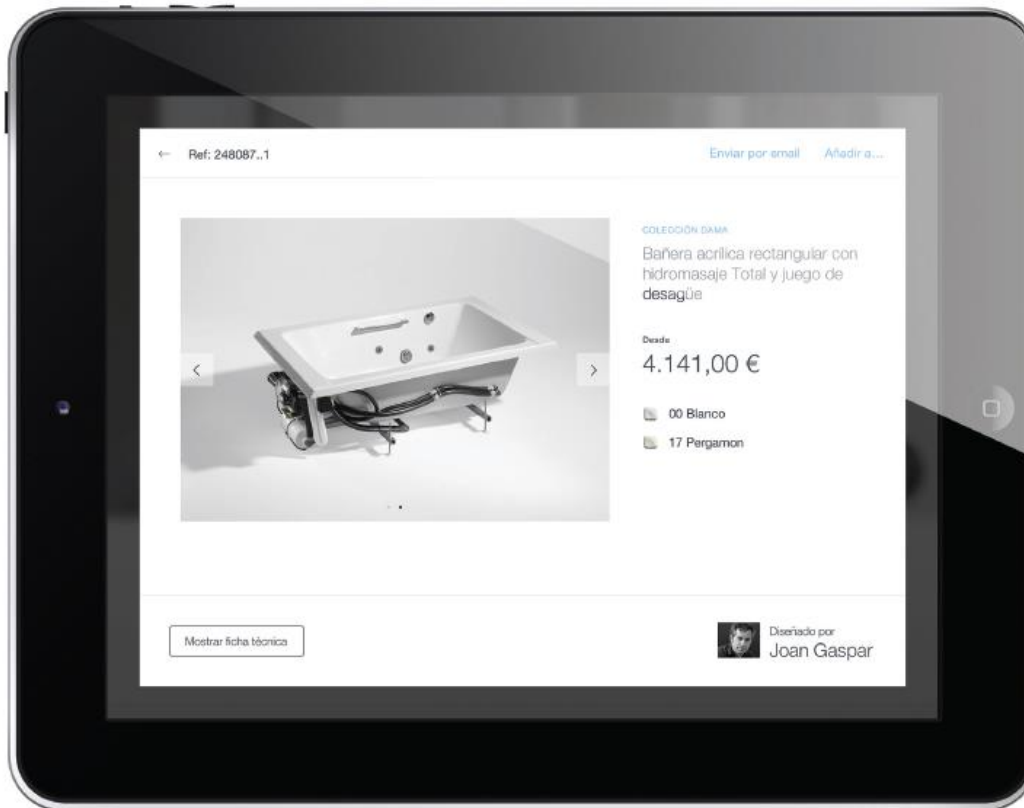 ← Ref: 248087..1
Enviar por email Añadir a...
COLECCIÓN DAMA
Bañera acrílica rectangular con
hidromasaje Total y juego de
desagüe
Desde
4.141,00 €
00 Blanco
17 Pergamon
Mostrar ficha técnica
Diseñado por
Joan Gaspar